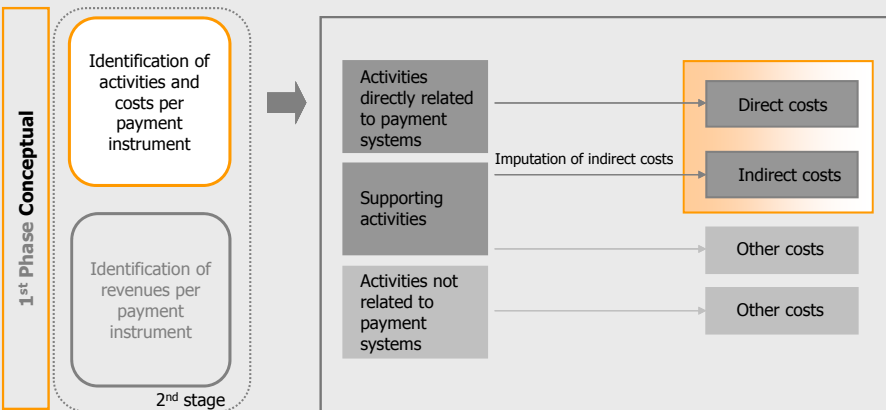 1st Phase Conceptual
Identification of
activities and
costs per
payment
instrument
Identification of
revenues per
payment
instrument
2nd stage
Activities
directly related
to payment
systems
Supporting
activities
Activities not
related to
payment
systems
Imputation of indirect costs
Direct costs
Indirect costs
Other costs
Other costs